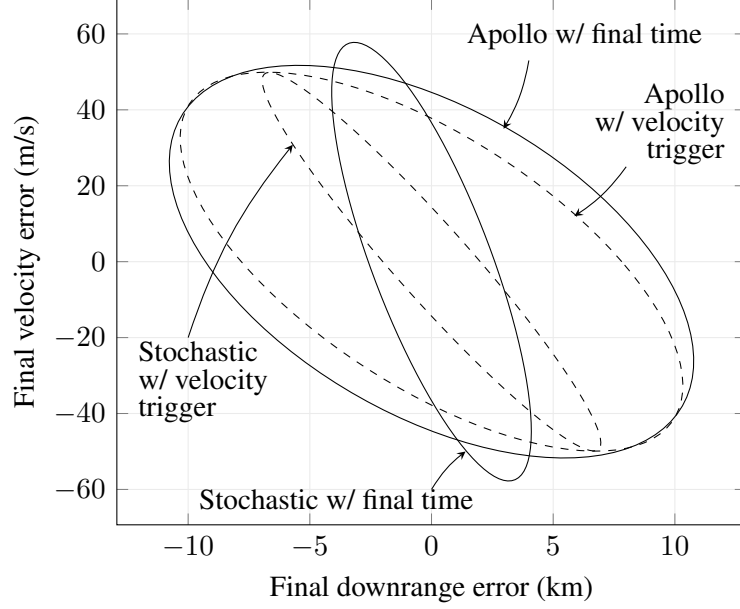 Apollo w/ final time
Apollo
w/ velocity
trigger
Stochastic
w/ velocity
trigger
Stochastic w/ final time
60
40
20
0
−20
−40
−60
−10
−5
0
5
10
Final velocity error (m/s)
Final downrange error (km)